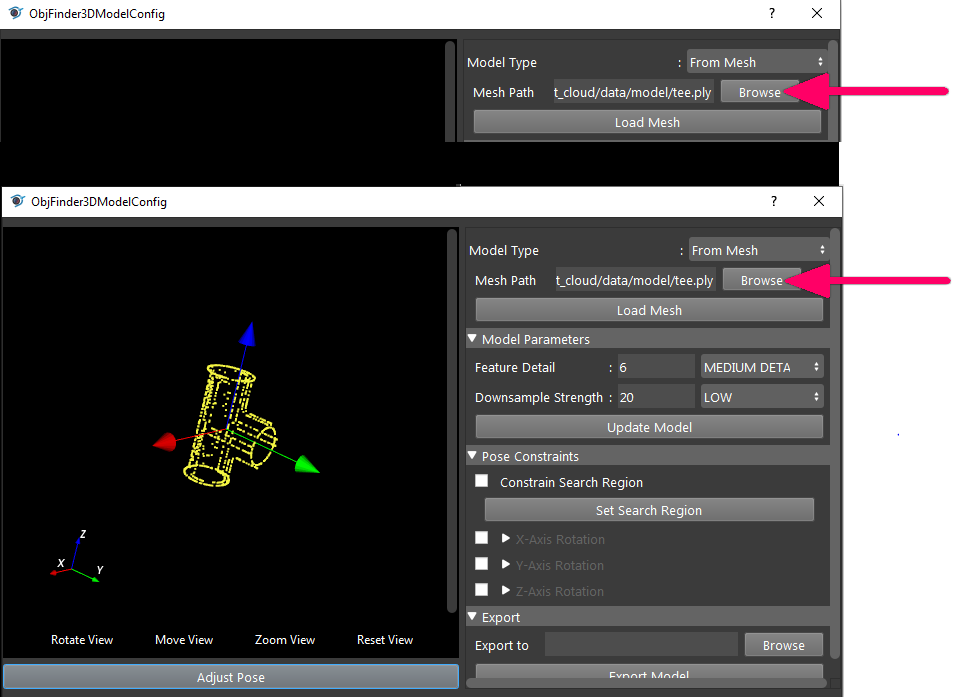 ObjFinder3DModelConfig ?
Model Type : From Mesh
Mesh Path t_cloud/data/model/tee.ply Browse
Load Mesh
ObjFinder3DModelConfig ?
Model Type : From Mesh
Mesh Path t_cloud/data/model/tee.ply Browse
Load Mesh
Model Parameters
Feature Detail : 6 MEDIUM DETA
Downsample Strength : 20 LOW
Update Model
Pose Constraints
Constrain Search Region
Set Search Region
X-Axis Rotation
Y-Axis Rotation
Z-Axis Rotation
Export
Export to Browse
Export Model
Z
X
Y
Rotate View Move View Zoom View Reset View
Adjust Pose